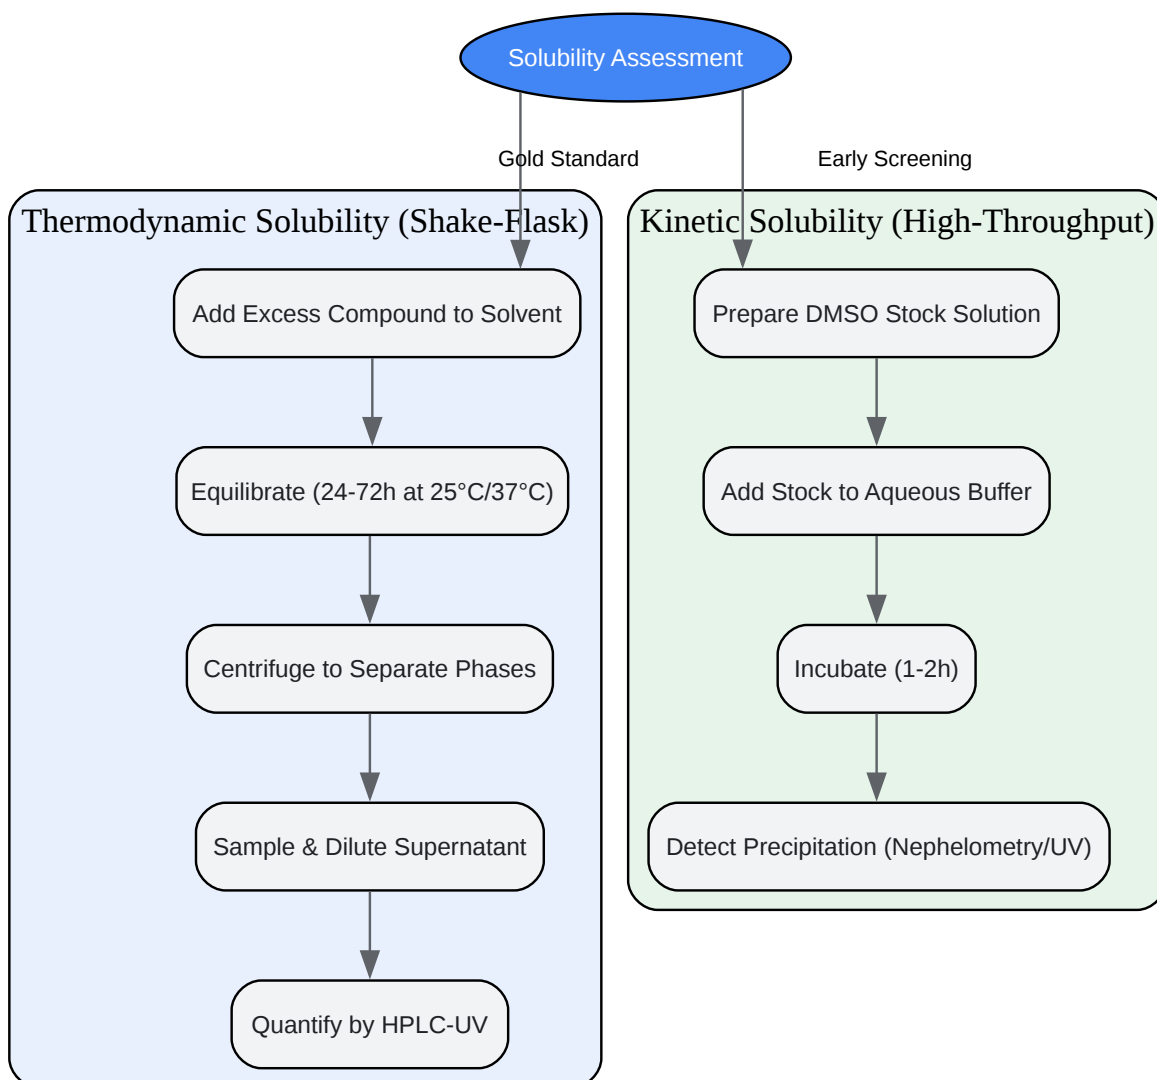 Solubility Assessment
Gold Standard
Early Screening
Thermodynamic Solubility (Shake-Flask)
Add Excess Compound to Solvent
Equilibrate (24-72h at 25°C/37°C)
Centrifuge to Separate Phases
Sample & Dilute Supernatant
Quantify by HPLC-UV
Kinetic Solubility (High-Throughput)
Prepare DMSO Stock Solution
Add Stock to Aqueous Buffer
Incubate (1-2h)
Detect Precipitation (Nephelometry/UV)